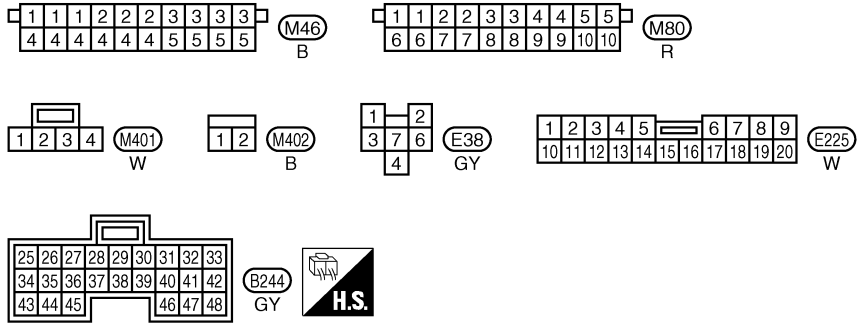 1 1 1 2 2 2 3 3 3 3
4 4 4 4 4 4 5 5 5 5
M46
B
1 1 2 2 3 3 4 4 5 5
6 6 7 7 8 8 9 9 10 10
M80
R
1 2 3 4
M401
W
1 2
M402
B
1 2
3 7 6
4
E38
GY
1 2 3 4 5 6 7 8 9
10 11 12 13 14 15 16 17 18 19 20
E225
W
25 26 27 28 29 30 31 32 33
34 35 36 37 38 39 40 41 42
43 44 45 46 47 48
B244
GY
H.S.